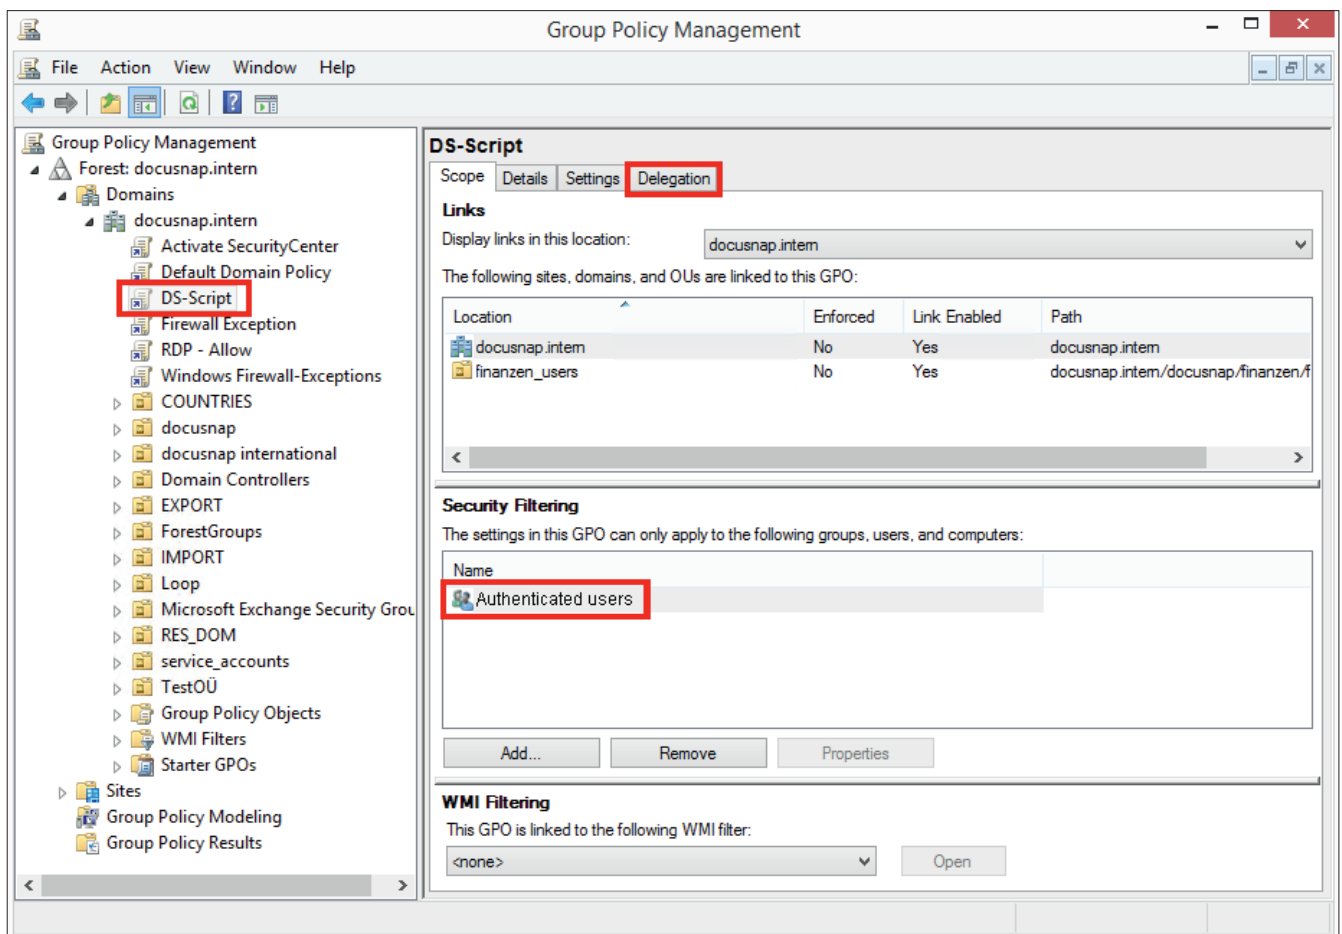 Group Policy Management
File Action View Window Help
Group Policy Management
Forest: docusnap.intern
Domains
docusnap.intern
Activate SecurityCenter
Default Domain Policy
DS-Script
Firewall Exception
RDP - Allow
Windows Firewall-Exceptions
COUNTRIES
docusnap
docusnap international
Domain Controllers
EXPORT
ForestGroups
IMPORT
Loop
Microsoft Exchange Security Grou
RES_DOM
service_accounts
TestOÜ
Group Policy Objects
WMI Filters
Starter GPOs
Sites
Group Policy Modeling
Group Policy Results
DS-Script
Scope Details Settings Delegation
Links
Display links in this location: docusnap.intern
The following sites, domains, and OUs are linked to this GPO:
Location Enforced Link Enabled Path
docusnap.intern No Yes docusnap.intern
finanzen_users No Yes docusnap.intern/docusnap/finanzen/f
Security Filtering
The settings in this GPO can only apply to the following groups, users, and computers:
Name
Authenticated users
Add... Remove Properties
WMI Filtering
This GPO is linked to the following WMI filter:
<none> Open